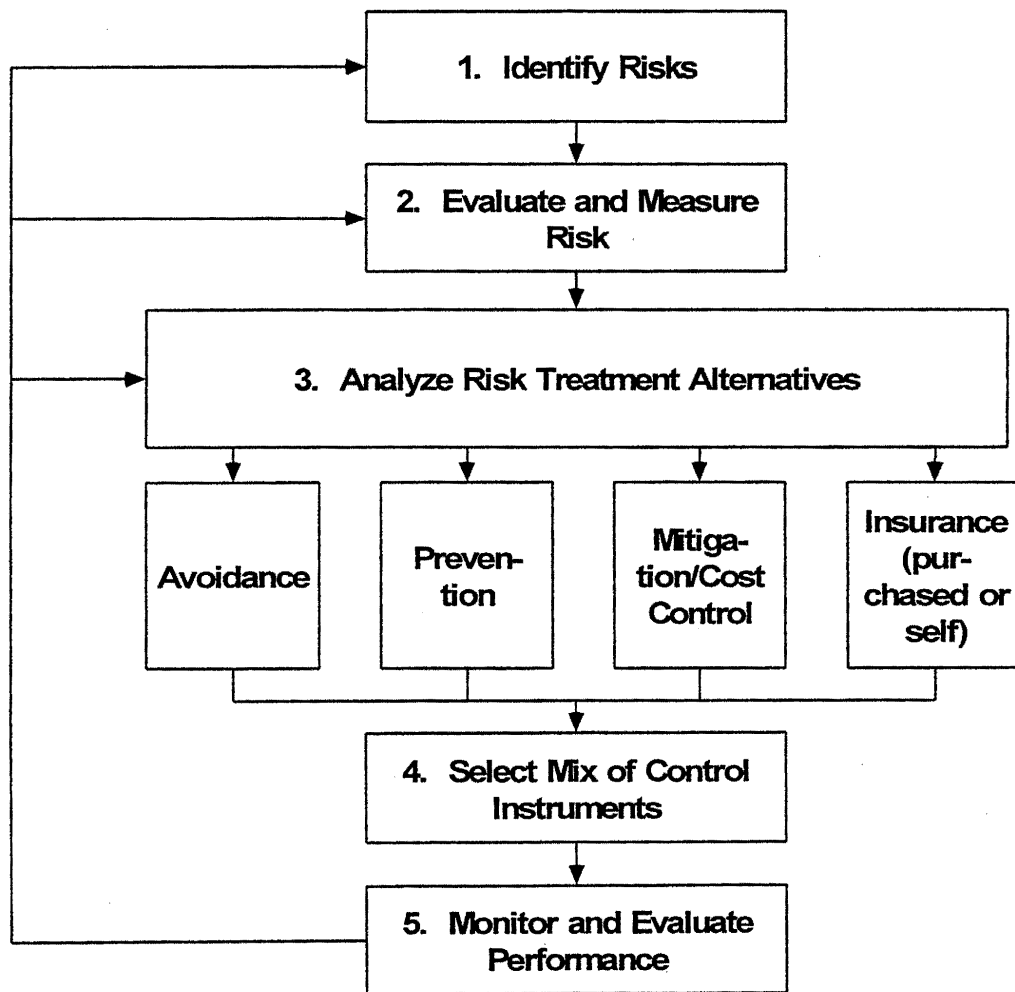 1. Identify Risks
2. Evaluate and Measure
Risk
3. Analyze Risk Treatment Alternatives
Avoidance
Preven-
tion
Mitiga-
tion/Cost
Control
Insurance
(pur-
chased or
self)
4. Select Mix of Control
Instruments
5. Monitor and Evaluate
Performance